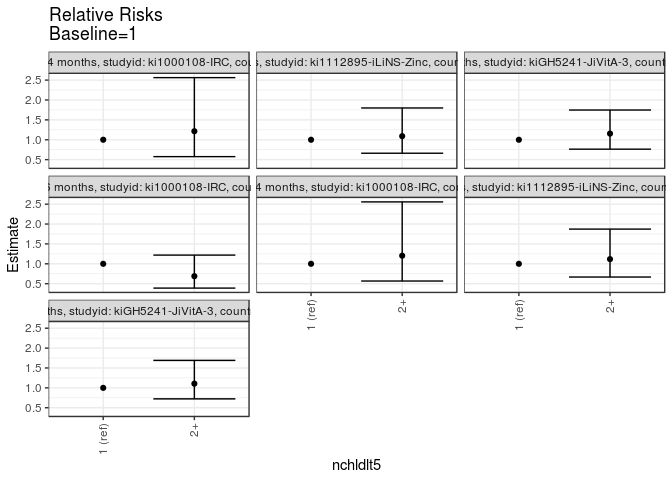 Relative Risks
Baseline=1
4 months, studyid: ki1000108-IRC, cou
s, studyid: ki1112895-iLiNS-Zinc, coun
ths, studyid: kiGH5241-JiVitA-3, count
2.5
2.0
1.5
1.0
0.5
6 months, studyid: ki1000108-IRC, cou
4 months, studyid: ki1000108-IRC, cou
s, studyid: ki1112895-iLiNS-Zinc, coun
2.5
2.0
1.5
1.0
0.5
Estimate
ths, studyid: kiGH5241-JiVitA-3, count
1 (ref)
2+
1 (ref)
2+
2.5
2.0
1.5
1.0
0.5
1 (ref)
2+
nchldlt5